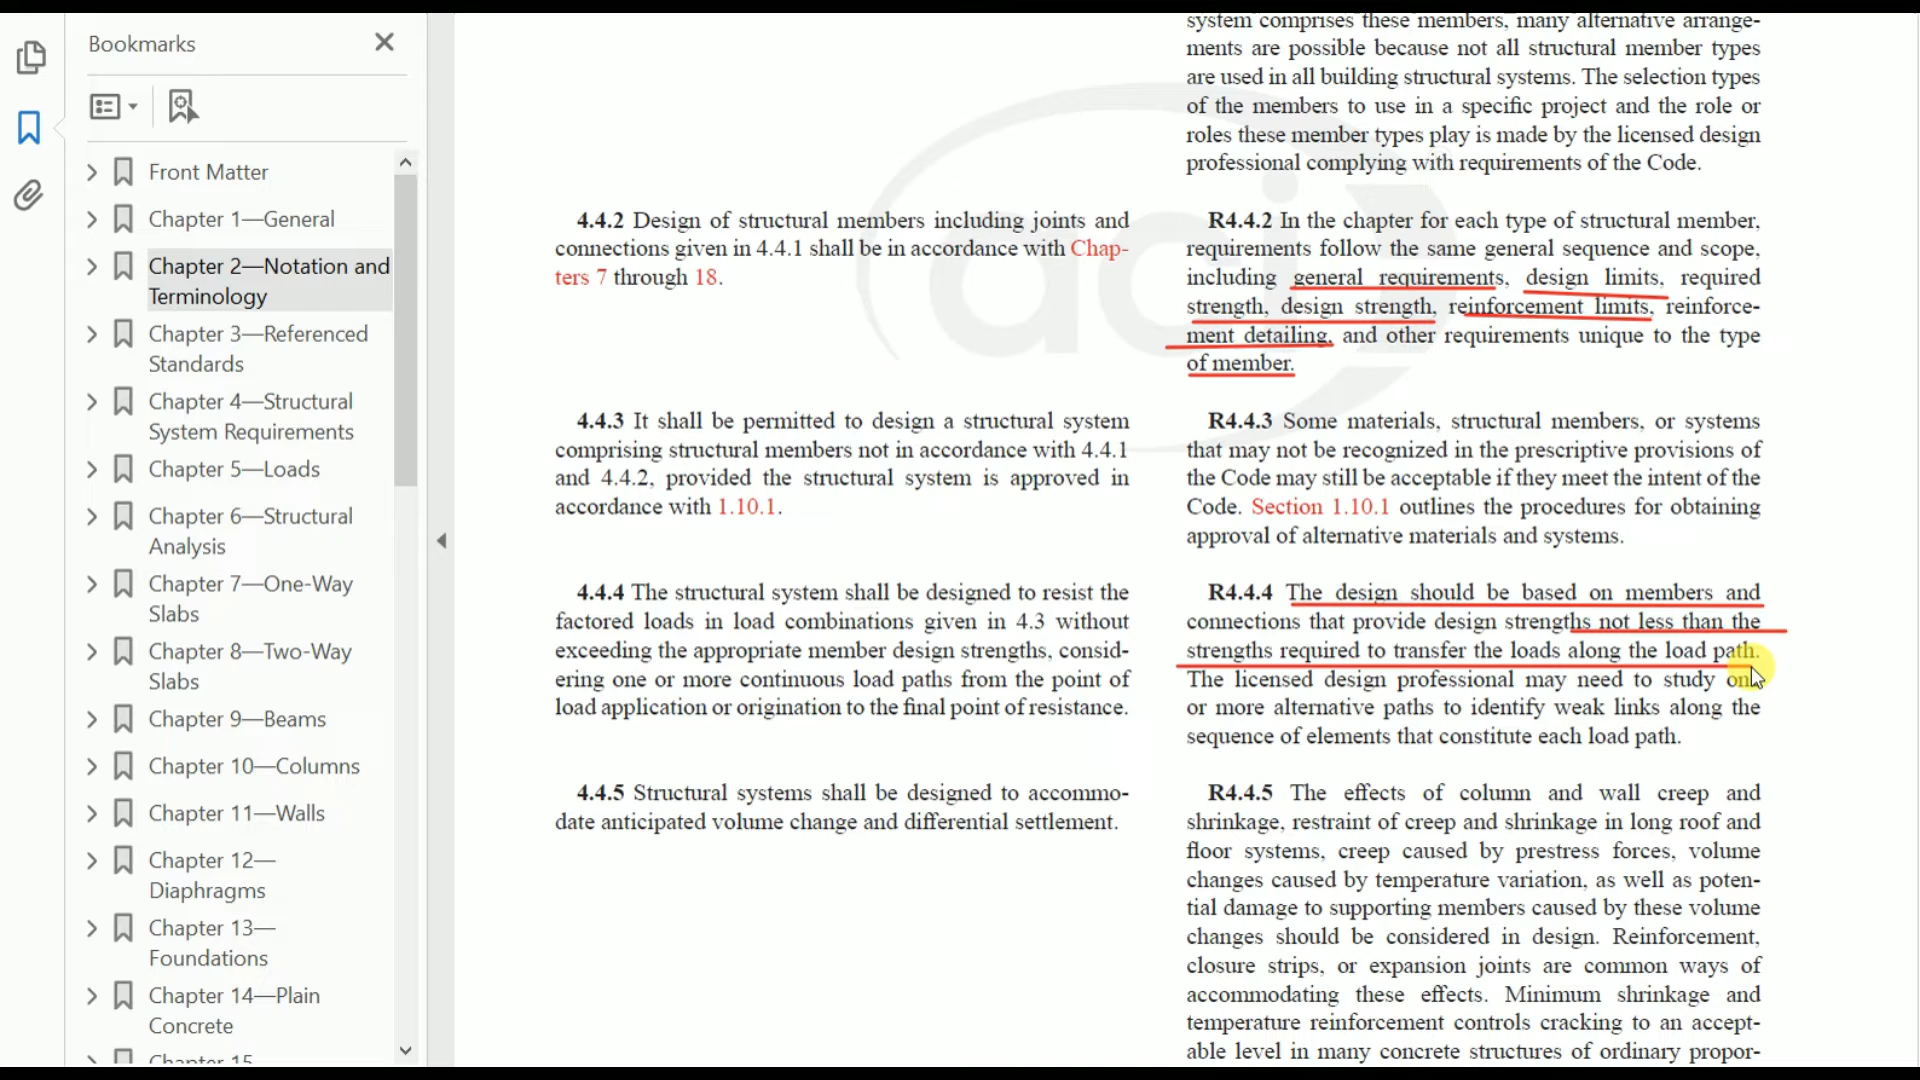 Bookmarks
Front Matter
Chapter 1—General
Chapter 2—Notation and
Terminology
Chapter 3—Referenced
Standards
Chapter 4—Structural
System Requirements
Chapter 5—Loads
Chapter 6—Structural
Analysis
Chapter 7—One-Way
Slabs
Chapter 8—Two-Way
Slabs
Chapter 9—Beams
Chapter 10—Columns
Chapter 11—Walls
Chapter 12—
Diaphragms
Chapter 13—
Foundations
Chapter 14—Plain
Concrete
Chapter 15
4.4.2 Design of structural members including joints and
connections given in 4.4.1 shall be in accordance with Chap-
ters 7 through 18.
4.4.3 It shall be permitted to design a structural system
comprising structural members not in accordance with 4.4.1
and 4.4.2, provided the structural system is approved in
accordance with 1.10.1.
4.4.4 The structural system shall be designed to resist the
factored loads in load combinations given in 4.3 without
exceeding the appropriate member design strengths, consid-
ering one or more continuous load paths from the point of
load application or origination to the final point of resistance.
4.4.5 Structural systems shall be designed to accommo-
date anticipated volume change and differential settlement.
system comprises these members, many alternative arrange-
ments are possible because not all structural member types
are used in all building structural systems. The selection types
of the members to use in a specific project and the role or
roles these member types play is made by the licensed design
professional complying with requirements of the Code.
R4.4.2 In the chapter for each type of structural member,
requirements follow the same general sequence and scope,
including general requirements, design limits, required
strength, design strength, reinforcement limits, reinforce-
ment detailing, and other requirements unique to the type
of member.
R4.4.3 Some materials, structural members, or systems
that may not be recognized in the prescriptive provisions of
the Code may still be acceptable if they meet the intent of the
Code. Section 1.10.1 outlines the procedures for obtaining
approval of alternative materials and systems.
R4.4.4 The design should be based on members and
connections that provide design strengths not less than the
strengths required to transfer the loads along the load path.
The licensed design professional may need to study
or more alternative paths to identify weak links along the
sequence of elements that constitute each load path.
R4.4.5 The effects of column and wall creep and
shrinkage, restraint of creep and shrinkage in long roof and
floor systems, creep caused by prestress forces, volume
changes caused by temperature variation, as well as poten-
tial damage to supporting members caused by these volume
changes should be considered in design. Reinforcement,
closure strips, or expansion joints are common ways of
accommodating these effects. Minimum shrinkage and
temperature reinforcement controls cracking to an accept-
able level in many concrete structures of ordinary propor-
aci